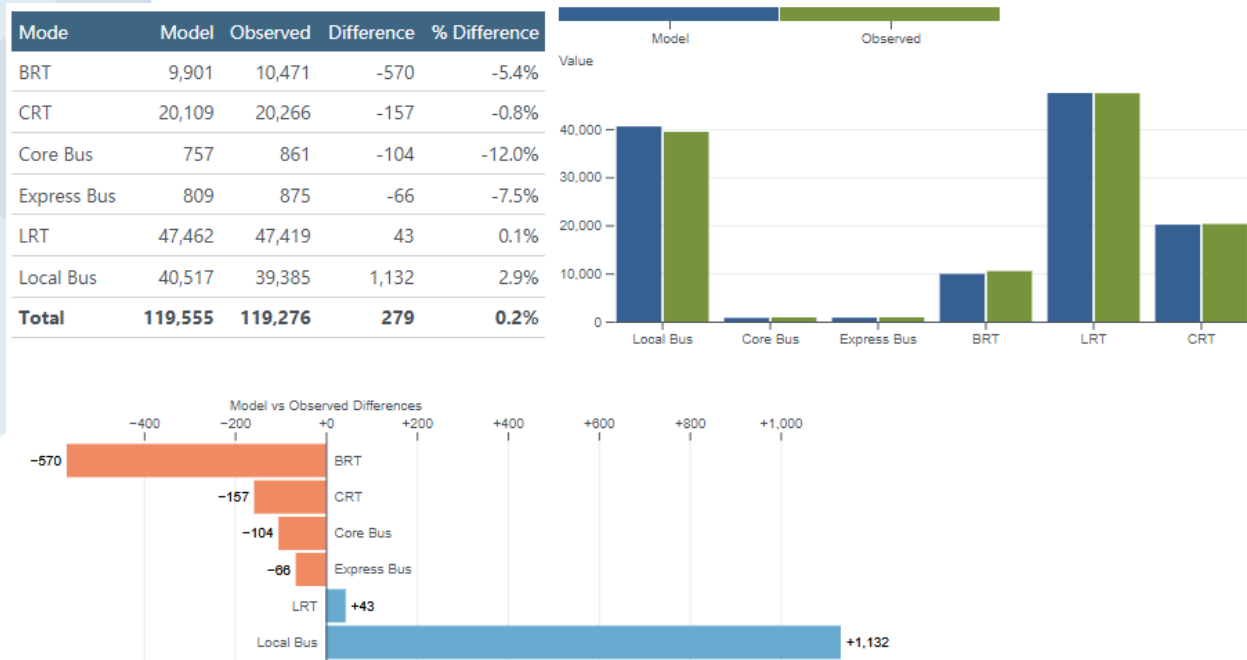 Mode Model Observed Difference % Difference
BRT 9,901 10,471 -570 -5.4%
CRT 20,109 20,266 -157 -0.8%
Core Bus 757 861 -104 -12.0%
Express Bus 809 875 -66 -7.5%
LRT 47,462 47,419 43 0.1%
Local Bus 40,517 39,385 1,132 2.9%
Total 119,555 119,276 279 0.2%
Model Observed
Value
40,000
30,000
20,000
10,000
0
Local Bus Core Bus Express Bus BRT LRT CRT
Model vs Observed Differences
−400 −200 +0 +200 +400 +600 +800 +1,000
−570 BRT
−157 CRT
−104 Core Bus
−66 Express Bus
LRT +43
Local Bus +1,132